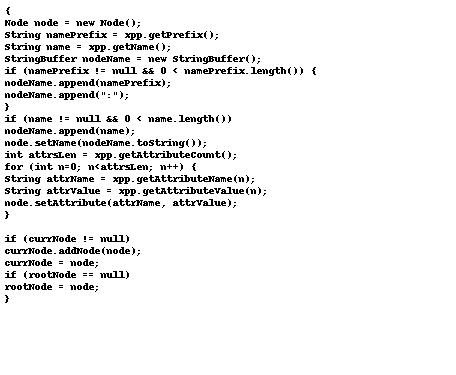 {
Node node = new Node();
String namePrefix = xpp.getPrefix();
String name = xpp.getName();
StringBuffer nodeName = new StringBuffer();
if (namePrefix != null && 0 < namePrefix.length()) {
nodeName.append(namePrefix);
nodeName.append(":");
}
if (name != null && 0 < name.length())
nodeName.append(name);
node.setName(nodeName.toString());
int attrsLen = xpp.getAttributeCount();
for (int n=0; n<attrsLen; n++) {
String attrName = xpp.getAttributeName(n);
String attrValue = xpp.getAttributeValue(n);
node.setAttribute(attrName, attrValue);
}
if (currNode != null)
currNode.addNode(node);
currNode = node;
if (rootNode == null)
rootNode = node;
}